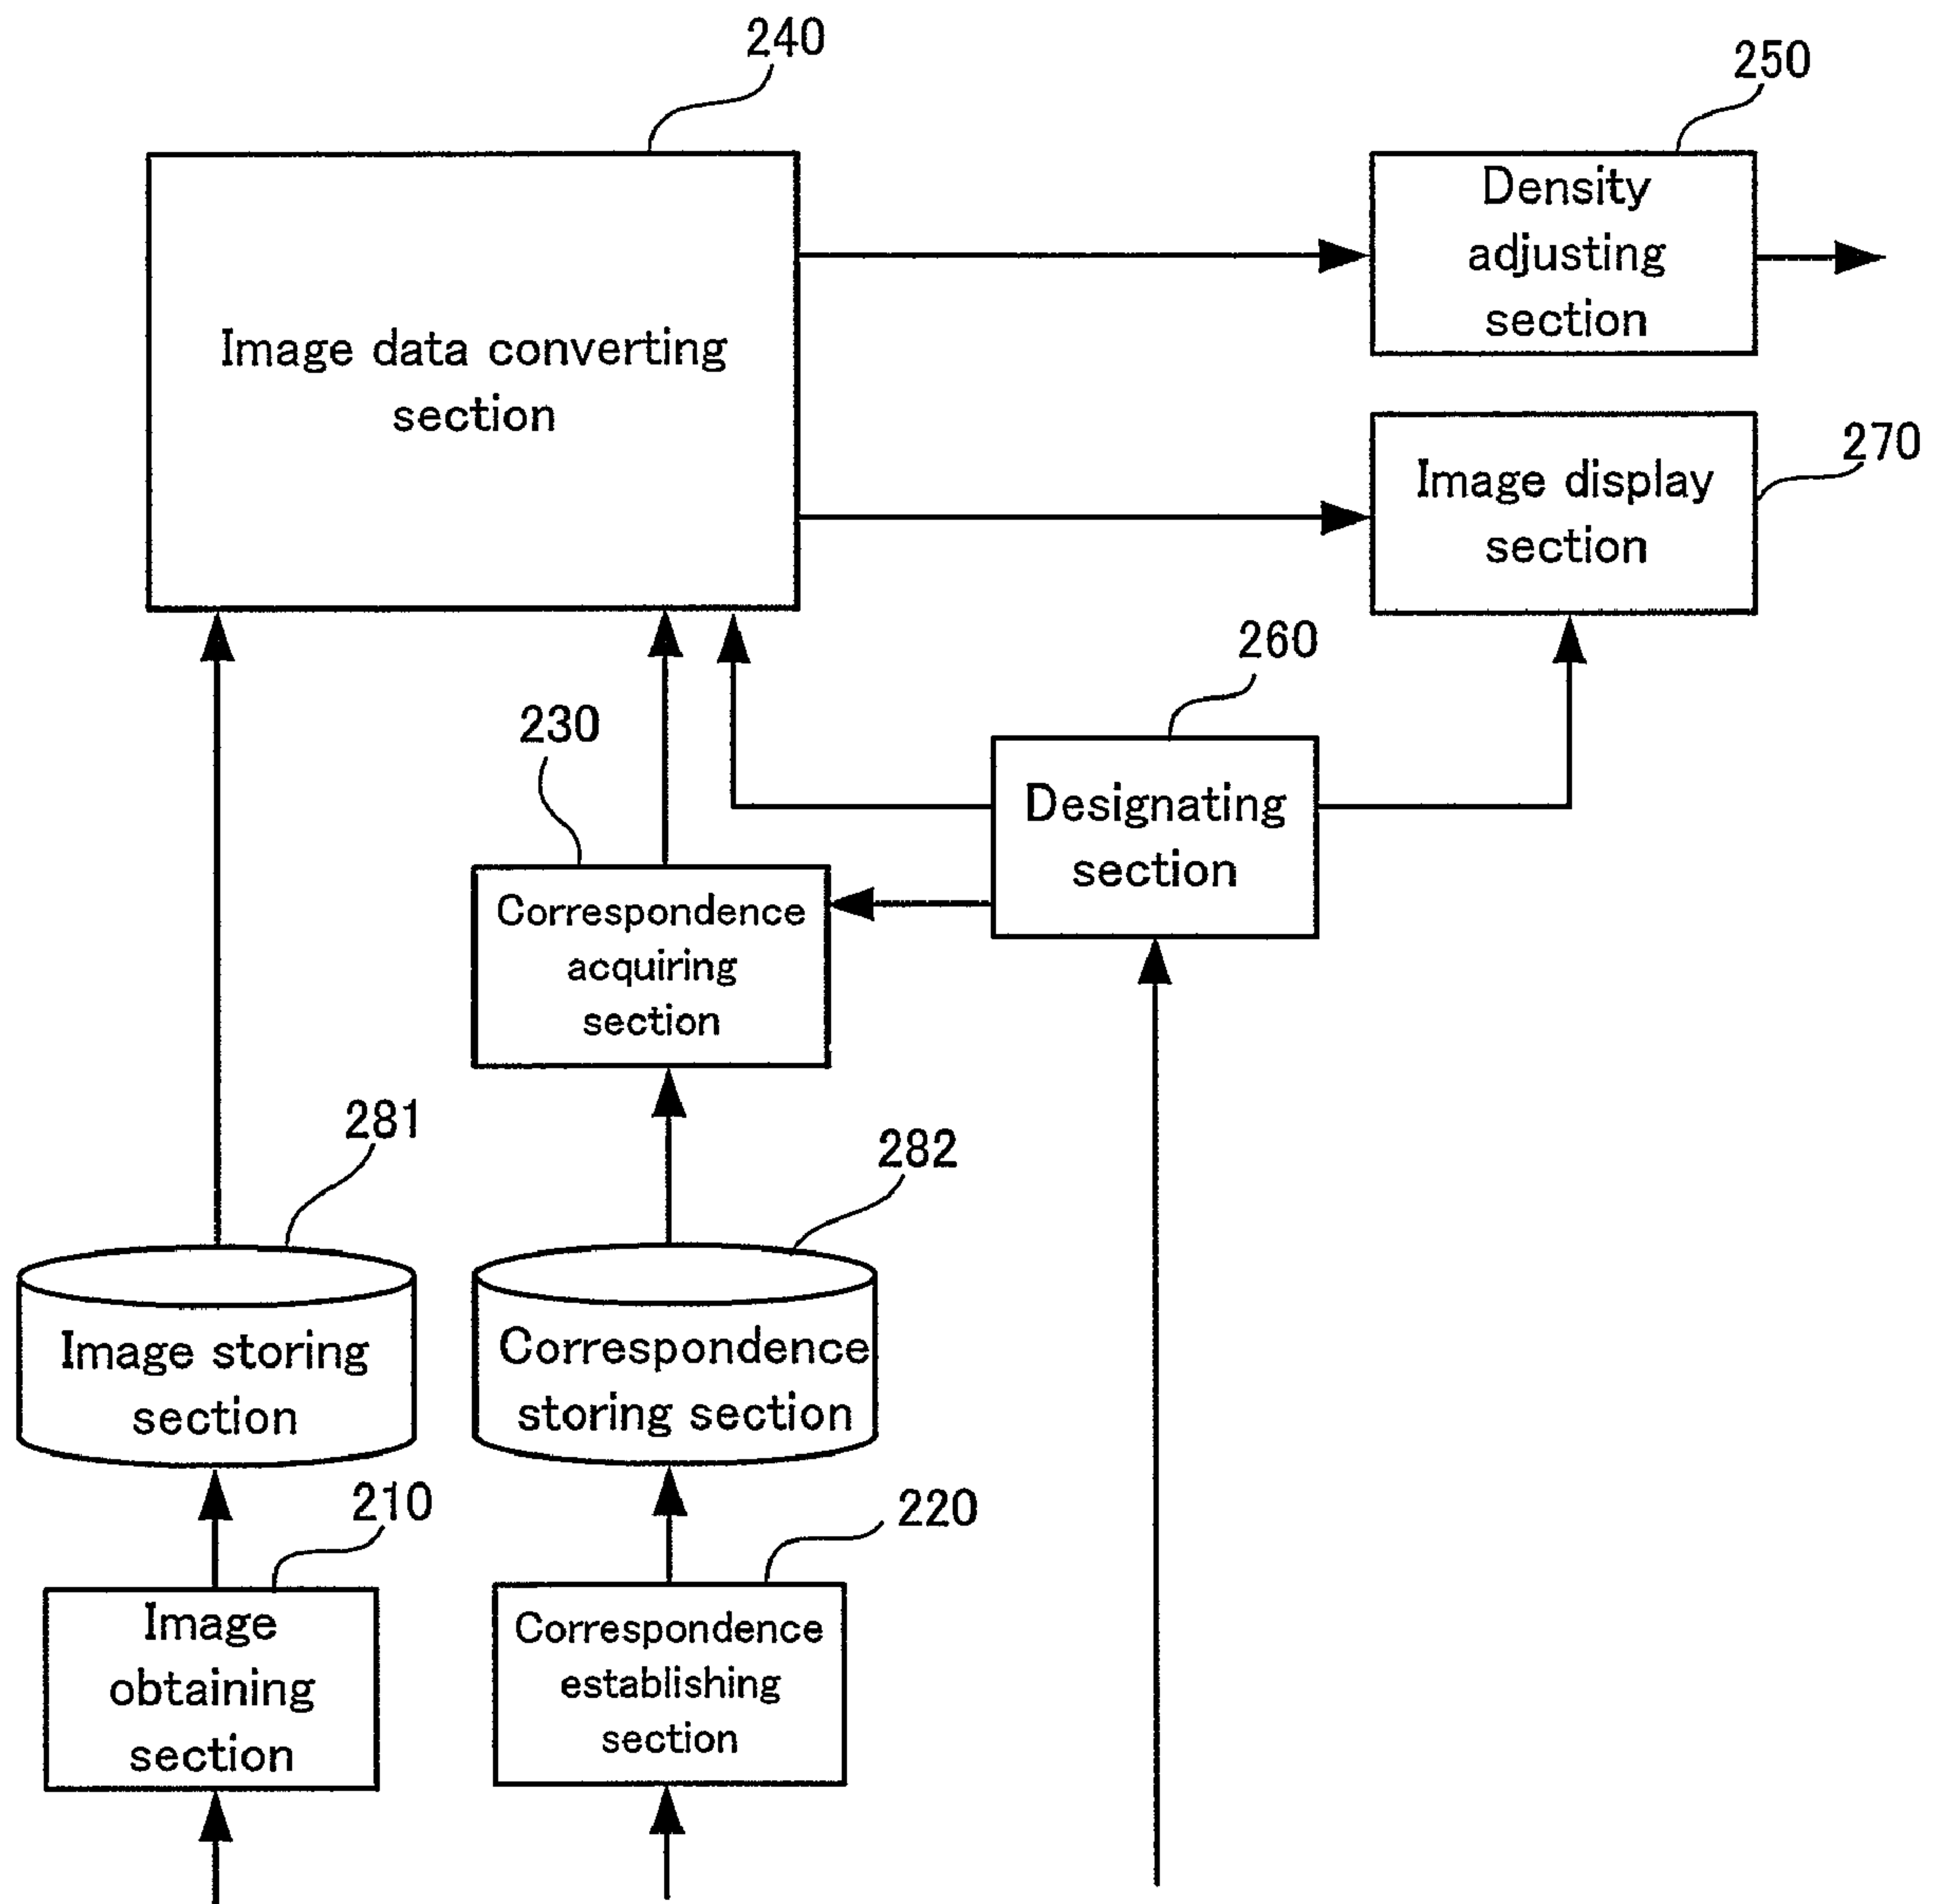 240
250
Density
adjusting
section
Image data converting
section
270
Image display
section
260
230
Designating
section
Correspondence
acquiring
section
281
282
Image storing
section
Correspondence
storing section
210
220
Image
obtaining
section
Correspondence
establishing
section